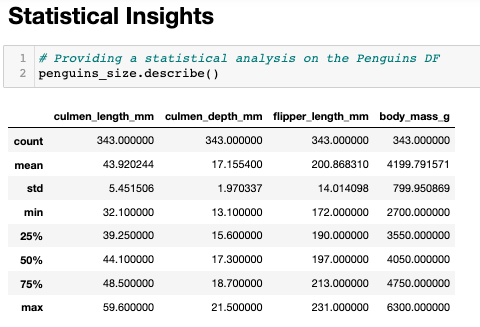 Statistical Insights
1 # Providing a statistical analysis on the Penguins DF
2 penguins_size.describe()
culmen_length_mm culmen_depth_mm flipper_length_mm body_mass_g
count 343.000000 343.000000 343.000000 343.000000
mean 43.920244 17.155400 200.868310 4199.791571
std 5.451506 1.970337 14.014098 799.950869
min 32.100000 13.100000 172.000000 2700.000000
25% 39.250000 15.600000 190.000000 3550.000000
50% 44.100000 17.300000 197.000000 4050.000000
75% 48.500000 18.700000 213.000000 4750.000000
max 59.600000 21.500000 231.000000 6300.000000